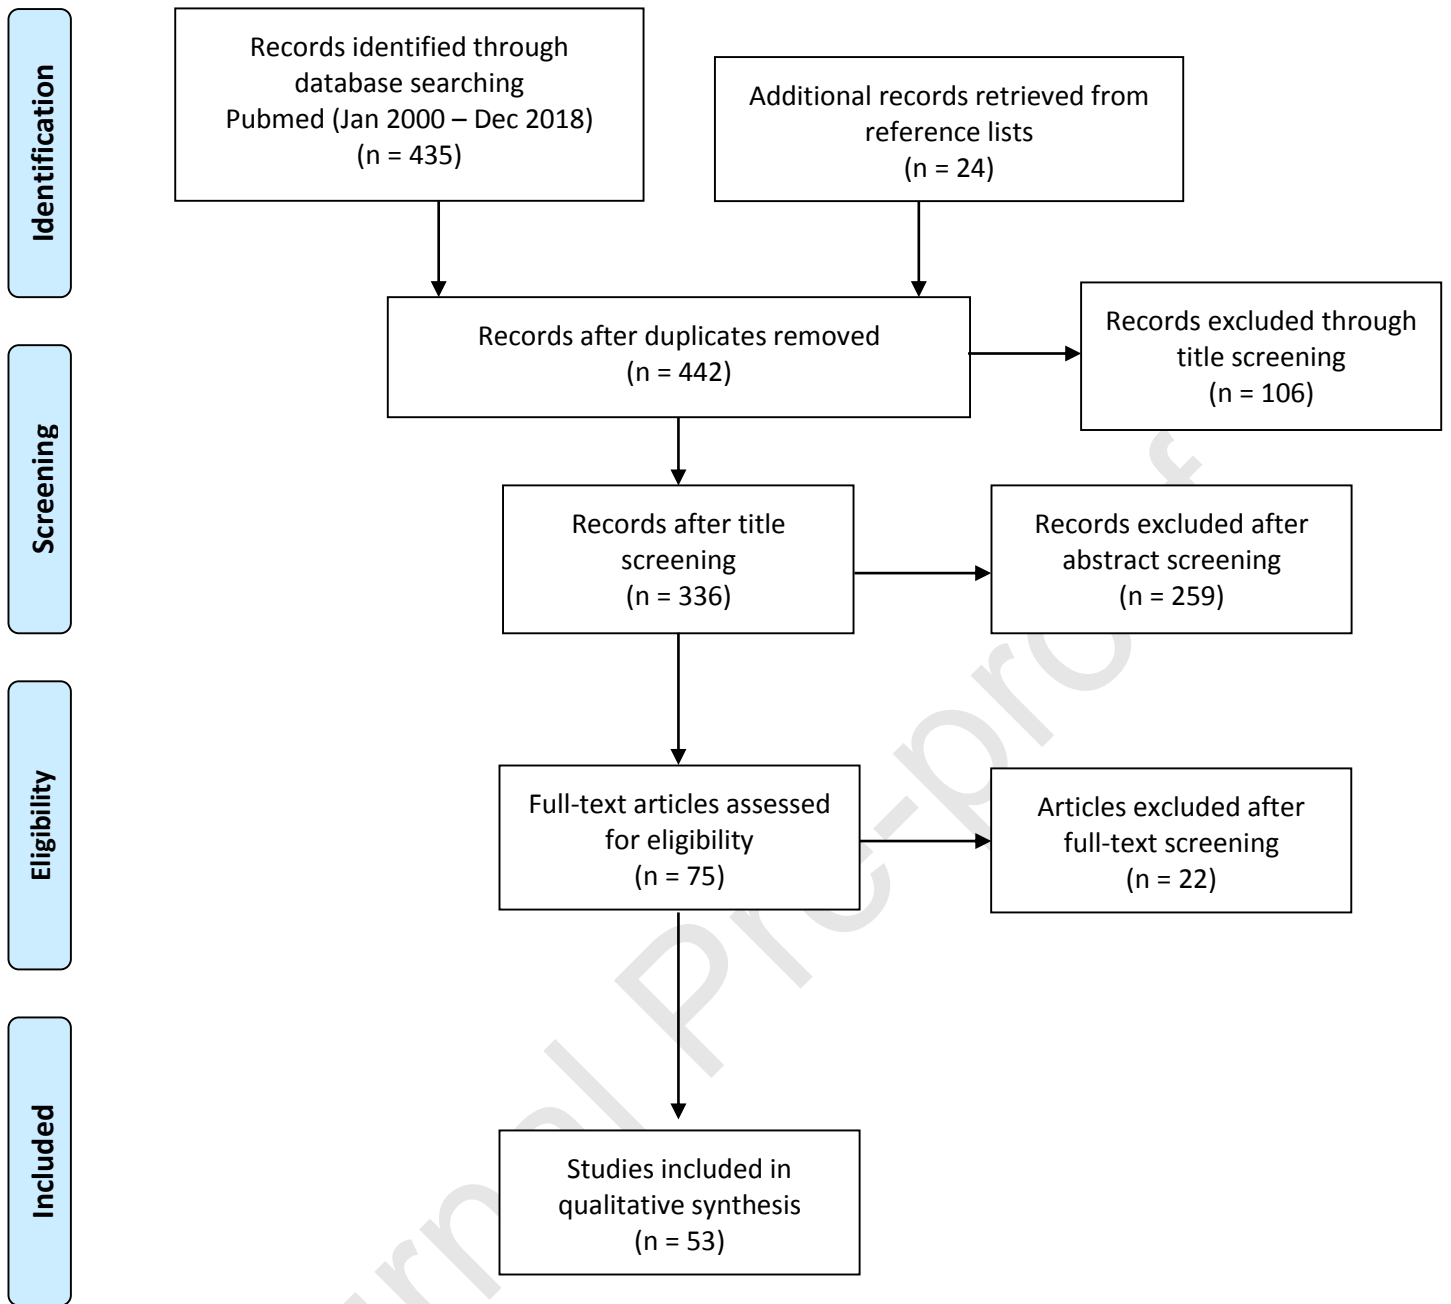 Identification
Records identified through
database searching
Pubmed (Jan 2000 – Dec 2018)
(n = 435)
Additional records retrieved from
reference lists
(n = 24)
Records after duplicates removed
(n = 442)
Records excluded through
title screening
(n = 106)
Screening
Records after title
screening
(n = 336)
Records excluded after
abstract screening
(n = 259)
Eligibility
Full-text articles assessed
for eligibility
(n = 75)
Articles excluded after
full-text screening
(n = 22)
Included
Studies included in
qualitative synthesis
(n = 53)
rnal Pre-proof